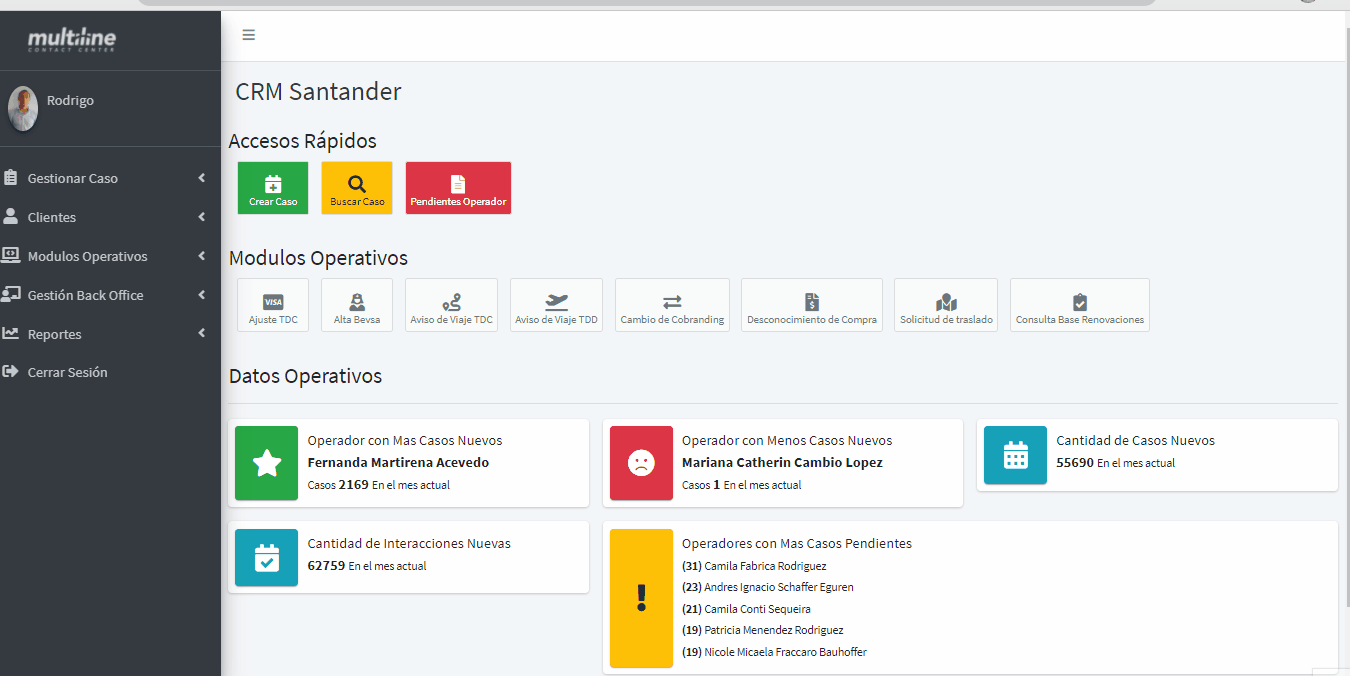 multiline
CONTACT CENTER
Rodrigo
Gestionar Caso
Clientes
Modulos Operativos
Gestión Back Office
Reportes
Cerrar Sesión
CRM Santander
Accesos Rápidos
Crear Caso
Buscar Caso
Pendientes Operador
Modulos Operativos
VISA
Ajuste TDC
Alta Bevsa
Aviso de Viaje TDC
Aviso de Viaje TDD
Cambio de Cobranding
Desconocimiento de Compra
Solicitud de traslado
Consulta Base Renovaciones
Datos Operativos
Operador con Mas Casos Nuevos
Fernanda Martirena Acevedo
Casos 2169 En el mes actual
Operador con Menos Casos Nuevos
Mariana Catherin Cambio Lopez
Casos 1 En el mes actual
Cantidad de Casos Nuevos
55690 En el mes actual
Cantidad de Interacciones Nuevas
62759 En el mes actual
Operadores con Mas Casos Pendientes
(31) Camila Fabrica Rodriguez
(23) Andres Ignacio Schaffer Eguren
(21) Camila Conti Sequeira
(19) Patricia Menendez Rodriguez
(19) Nicole Micaela Fraccaro Bauhoffer